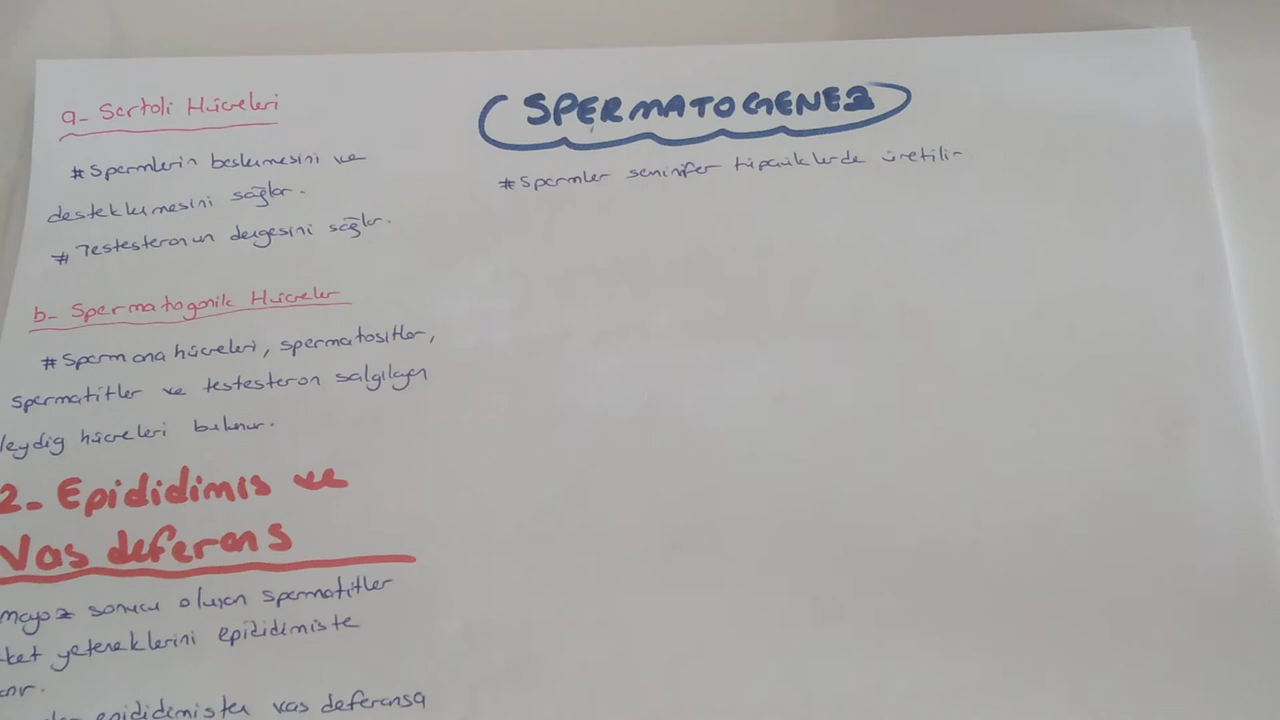 a- Sertoli Hücreleri
#Spermlerin beslenmesini ve
desteklenmesini sağlar.
# Testesteronun dengesini sağlar.
b- Spermatogonik Hücreler
#Sperm ana hücreleri, spermatositler,
spermatitler ve testesteron salgılayan
leydig hücreleri bulunur.
2- Epididimis ve
Vas deferens
mayoz sonucu oluşan spermatitler
ket yeteneklerini epididimiste
epididimisten vas deferensa
SPERMATOGENEZ
#Spermler seminifer tüpçüklerde üretilir